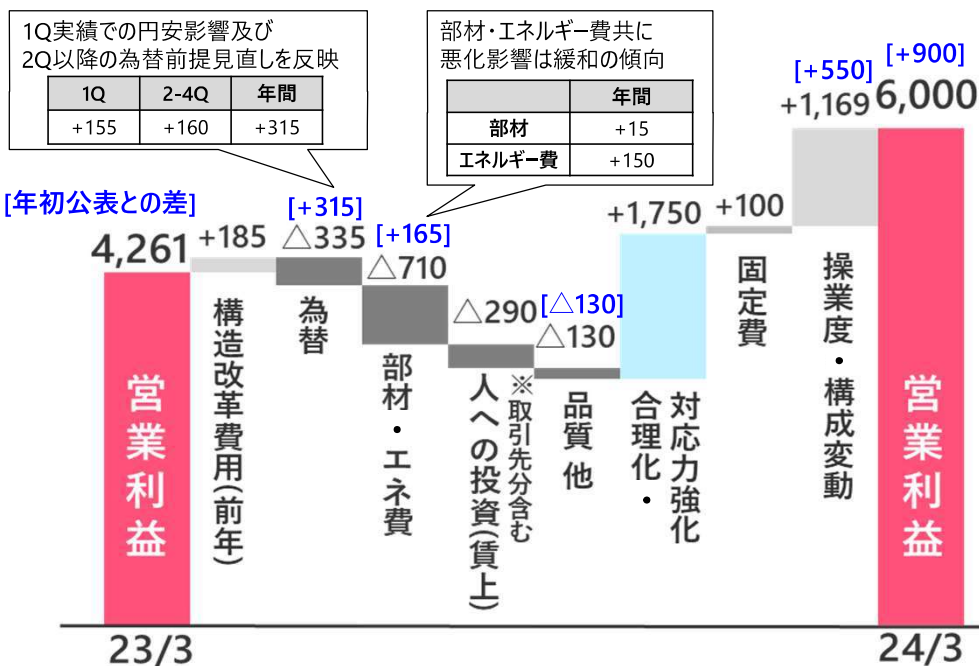 1Q実績での円安影響及び
2Q以降の為替前提見直しを反映
1Q 2-4Q 年間
+155 +160 +315
部材・エネルギー費共に
悪化影響は緩和の傾向
年間
部材 +15
エネルギー費 +150
[年初公表との差]
4,261
営業利益
23/3
+185
構造改革費用(前年)
[+315]
△335
為替
[+165]
△710
部材・エネ費
△290
人への投資(賃上)
※取引先分含む
[△130]
△130
品質 他
+1,750
合理化・
対応力強化
+100
固定費
[+550]
+1,169
操業度・構成変動
[+900]
6,000
営業利益
24/3